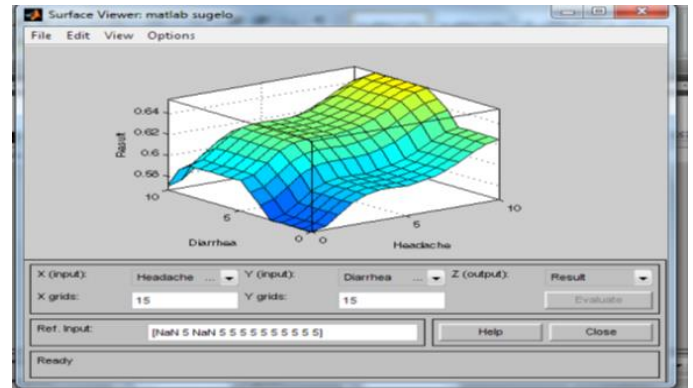 Surface Viewer: matlab sugelo
File Edit View Options
0.64
0.62
0.6
0.58
Result
10
5
0
Diarrhea
0
5
10
Headache
X (input): Headache ... Y (input): Diarrhea ... Z (output): Result
X grids: 15 Y grids: 15 Evaluate
Ref. Input: [NaN 5 NaN 5 5 5 5 5 5 5 5 5 5] Help Close
Ready